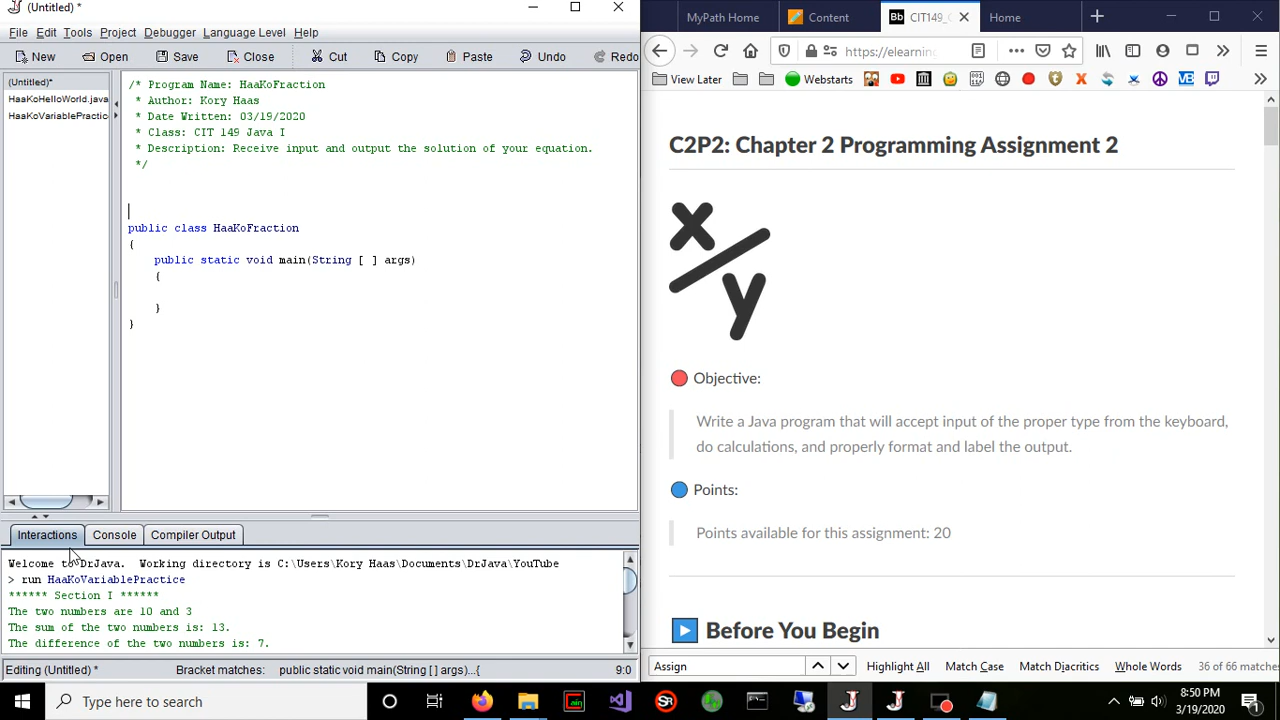 (Untitled) *
File Edit Tools Project Debugger Language Level Help
New Open Save Close Cut Copy Paste Undo Redo
(Untitled)*
HaaKoHelloWorld.java
HaaKoVariablePractic
/* Program Name: HaaKoFraction
* Author: Kory Haas
* Date Written: 03/19/2020
* Class: CIT 149 Java I
* Description: Receive input and output the solution of your equation.
*/
public class HaaKoFraction
{
public static void main(String [ ] args)
{
}
}
Interactions Console Compiler Output
Welcome to DrJava. Working directory is C:\Users\Kory Haas\Documents\DrJava\YouTube
> run HaaKoVariablePractice
****** Section I ******
The two numbers are 10 and 3
The sum of the two numbers is: 13.
The difference of the two numbers is: 7.
Editing (Untitled) * Bracket matches: public static void main(String [ ] args)...{ 9:0
MyPath Home Content Bb CIT149_ Home
https://elearnin
View Later Webstarts
C2P2: Chapter 2 Programming Assignment 2
x/y
Objective:
Write a Java program that will accept input of the proper type from the keyboard,
do calculations, and properly format and label the output.
Points:
Points available for this assignment: 20
Before You Begin
Assign Highlight All Match Case Match Diacritics Whole Words 36 of 66 matches
Type here to search
8:50 PM
3/19/2020